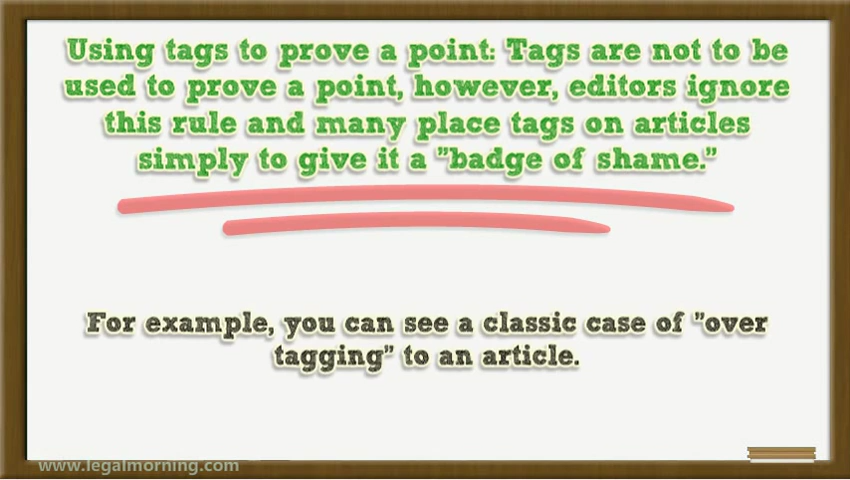 Using tags to prove a point: Tags are not to be
used to prove a point, however, editors ignore
this rule and many place tags on articles
simply to give it a "badge of shame."
For example, you can see a classic case of "over
tagging" to an article.
www.legalmorning.com